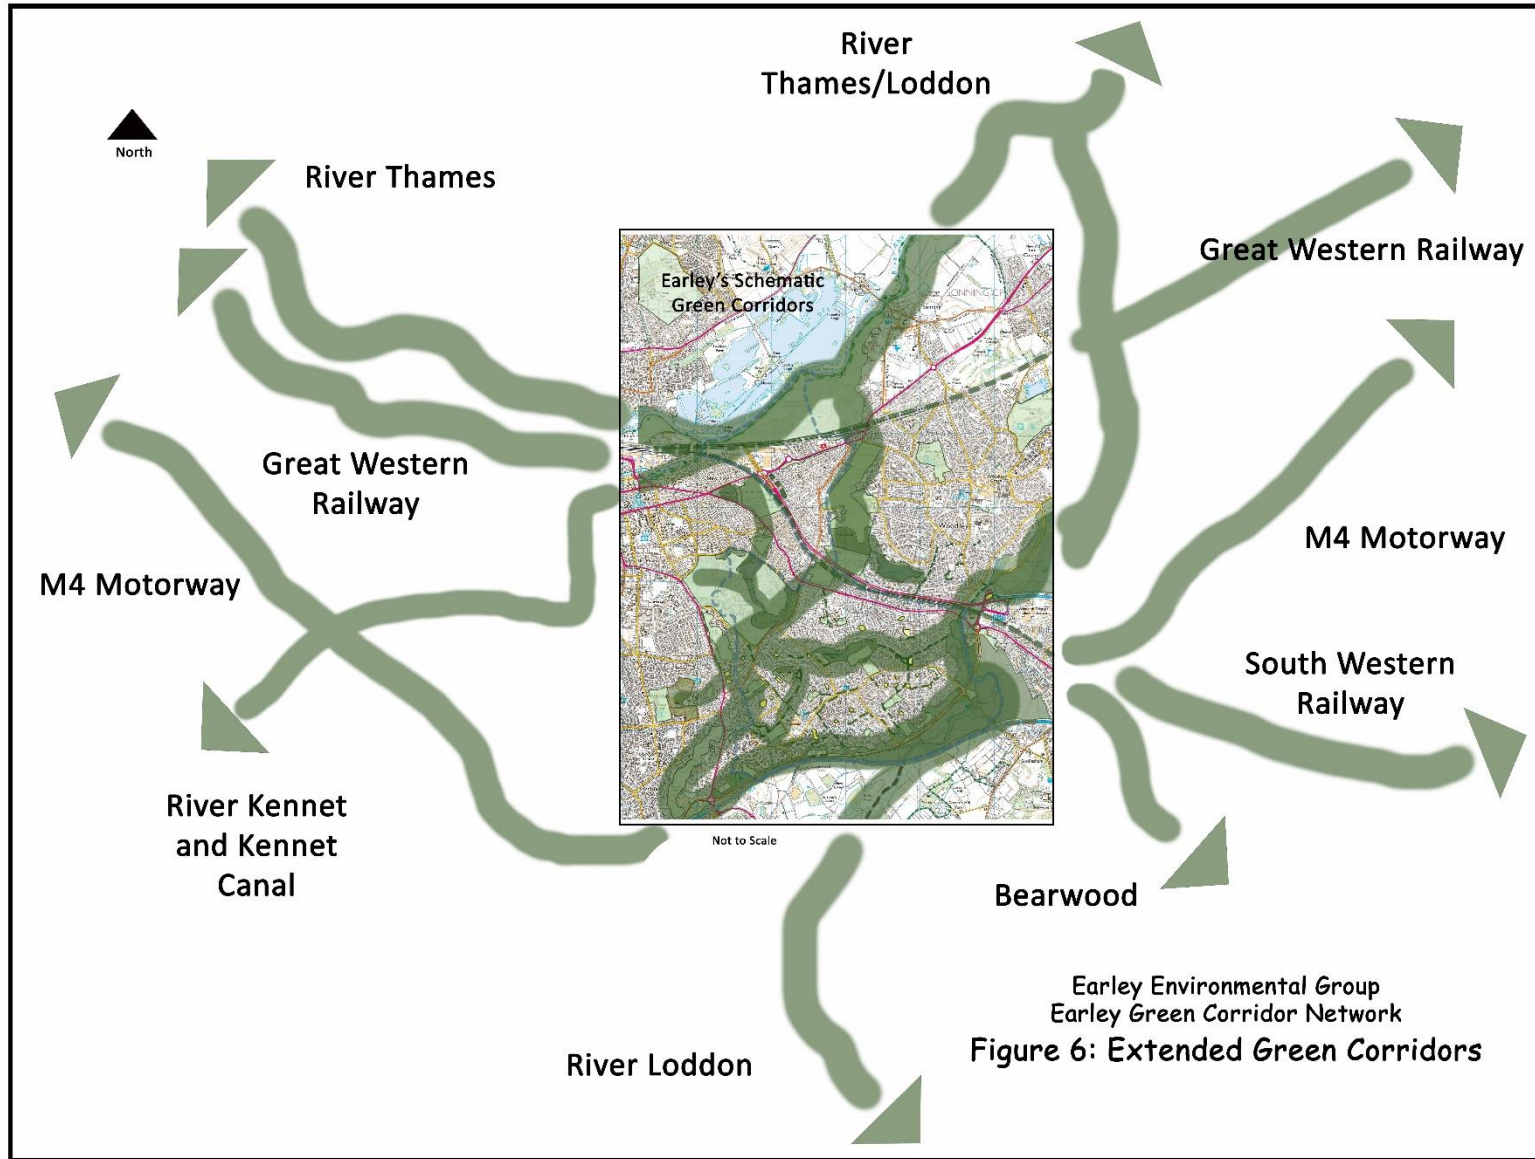 River
Thames/Loddon
North
River Thames
Great Western Railway
Earley's Schematic
Green Corridors
SONNING
Great Western
Railway
M4 Motorway
Woodley
M4 Motorway
South Western
Railway
River Kennet
and Kennet
Canal
Not to Scale
Bearwood
Earley Environmental Group
Earley Green Corridor Network
Figure 6: Extended Green Corridors
River Loddon